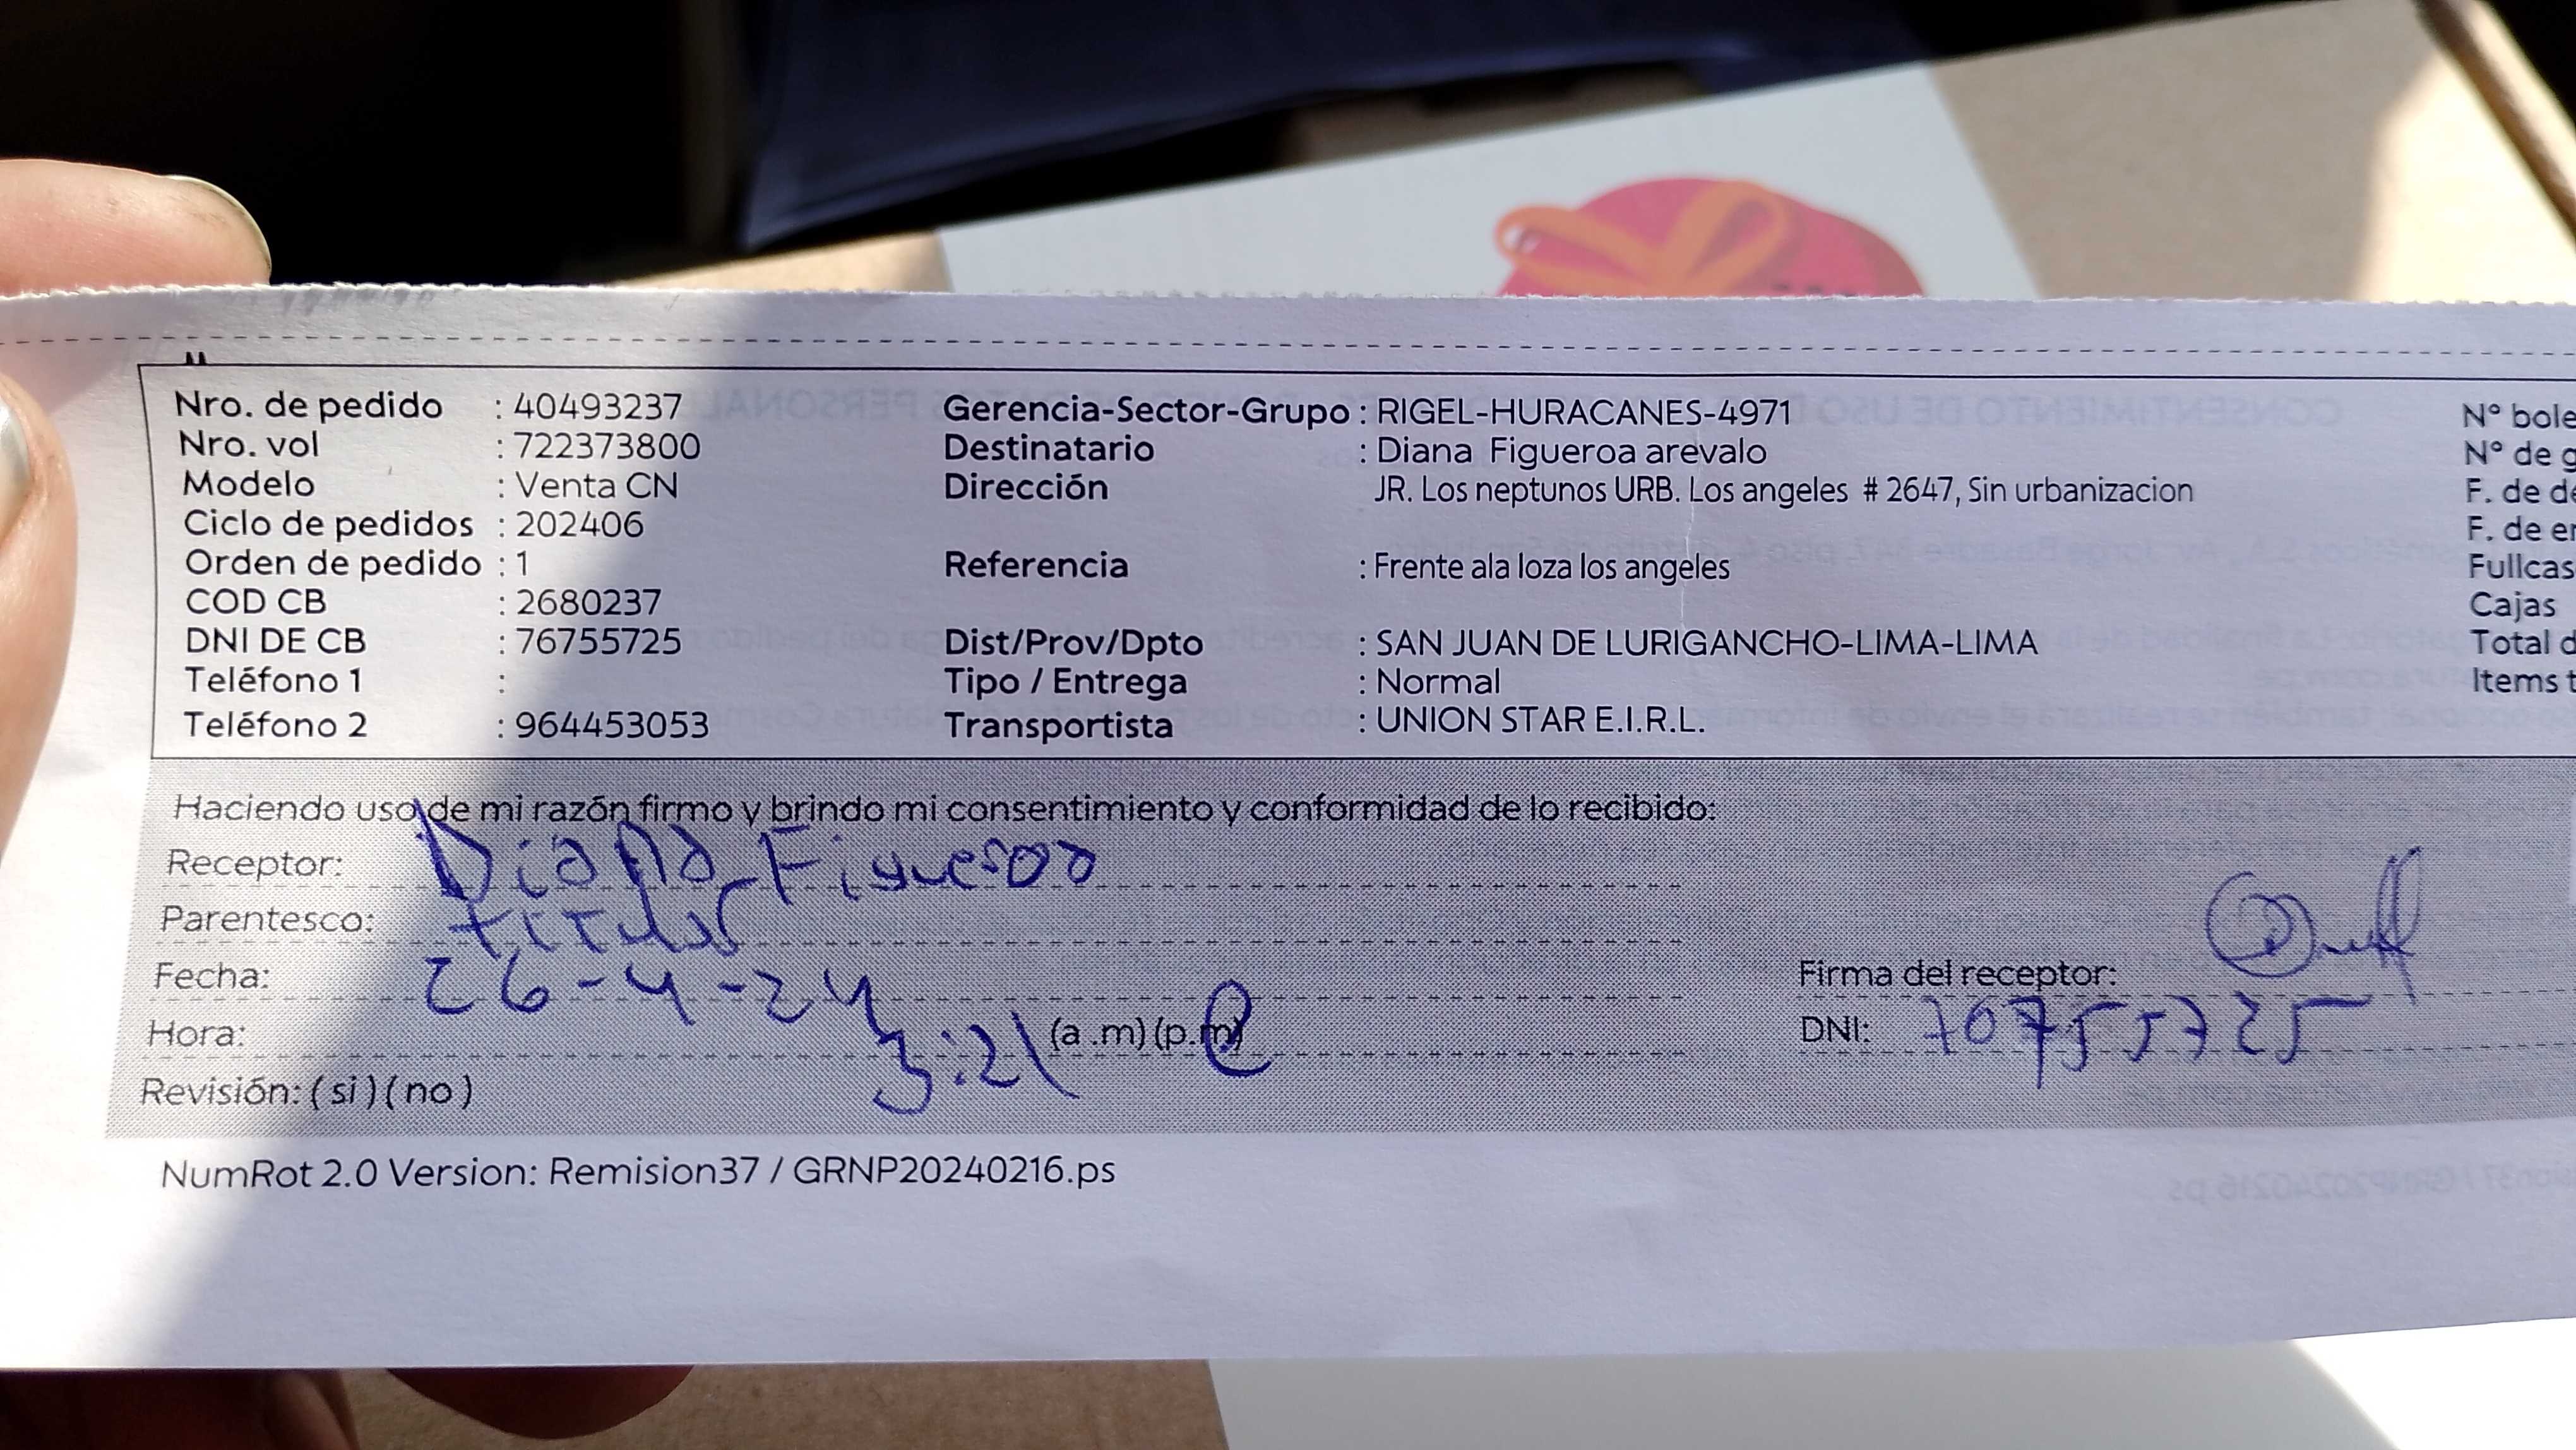 Nro. de pedido : 40493237
Nro. vol : 722373800
Modelo : Venta CN
Ciclo de pedidos : 202406
Orden de pedido : 1
COD CB : 2680237
DNI DE CB : 76755725
Teléfono 1 :
Teléfono 2 : 964453053
Gerencia-Sector-Grupo : RIGEL-HURACANES-4971
Destinatario : Diana Figueroa arevalo
Dirección JR. Los neptunos URB. Los angeles # 2647, Sin urbanizacion
Referencia : Frente ala loza los angeles
Dist/Prov/Dpto : SAN JUAN DE LURIGANCHO-LIMA-LIMA
Tipo / Entrega : Normal
Transportista : UNION STAR E.I.R.L.
N° bole
N° de g
F. de de
F. de en
Fullcas
Cajas
Total d
Items t
Haciendo uso de mi razón firmo y brindo mi consentimiento y conformidad de lo recibido:
Receptor: Diana Figueroa
Parentesco: titular
Fecha: 26-4-24
Hora: 3:21 (a .m) (p.m)
Revisión: ( si ) ( no )
Firma del receptor:
DNI: 70755725
NumRot 2.0 Version: Remision37 / GRNP20240216.ps